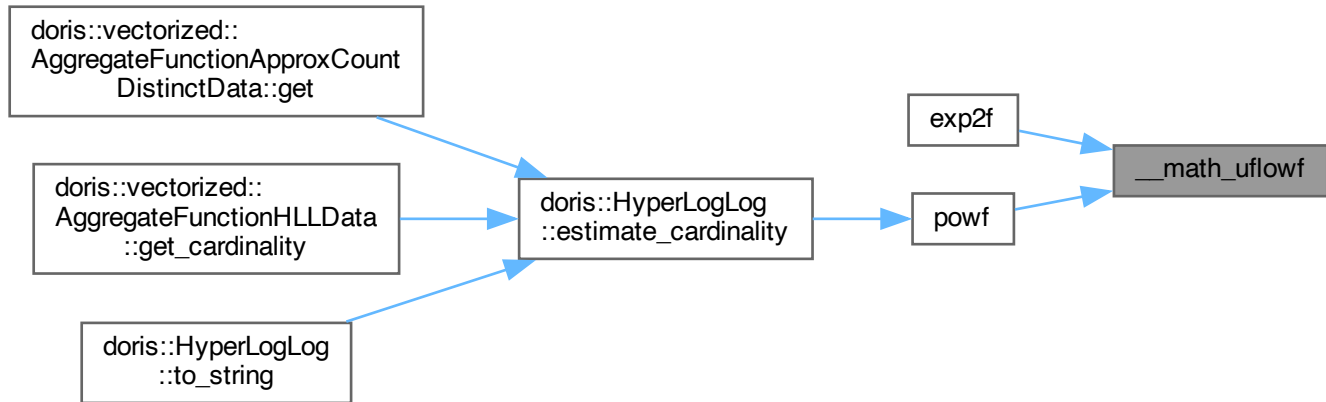 doris::vectorized::
AggregateFunctionApproxCount
DistinctData::get
doris::vectorized::
AggregateFunctionHLLData
::get_cardinality
doris::HyperLogLog
::to_string
doris::HyperLogLog
::estimate_cardinality
exp2f
powf
__math_uflowf